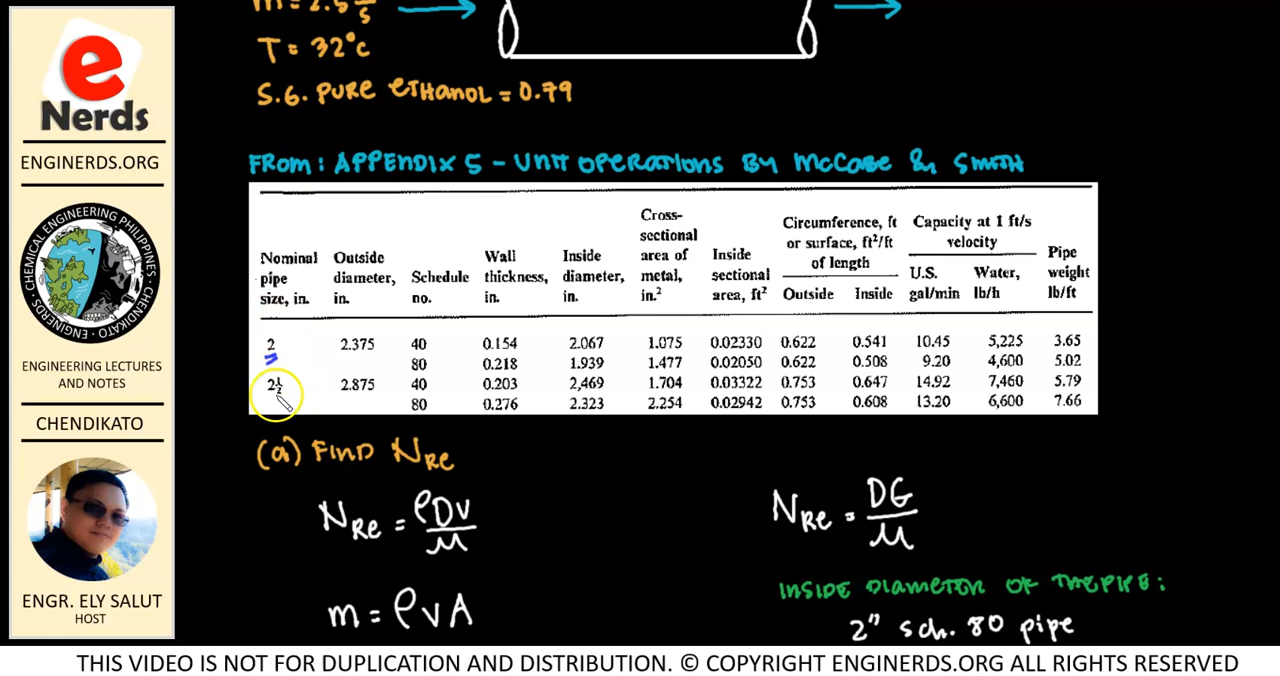 m = 2.5
s
T = 32°C
S.G. PURE ETHANOL = 0.79
e
Nerds
ENGINERDS.ORG
CHEMICAL ENGINEERING PHILIPPINES
CHENDIKATO ENGINERDS
ENGINEERING LECTURES
AND NOTES
CHENDIKATO
ENGR. ELY SALUT
HOST
FROM: APPENDIX 5 - UNIT OPERATIONS BY McCABE & SMITH
Nominal pipe size, in. Outside diameter, in. Schedule no. Wall thickness, in. Inside diameter, in. Cross-sectional area of metal, in.² Inside sectional area, ft² Circumference, ft or surface, ft²/ft of length Capacity at 1 ft/s velocity Pipe weight lb/ft
Outside Inside U.S. gal/min Water, lb/h
2 2.375 40 0.154 2.067 1.075 0.02330 0.622 0.541 10.45 5,225 3.65
80 0.218 1.939 1.477 0.02050 0.622 0.508 9.20 4,600 5.02
2½ 2.875 40 0.203 2,469 1.704 0.03322 0.753 0.647 14.92 7,460 5.79
80 0.276 2.323 2.254 0.02942 0.753 0.608 13.20 6,600 7.66
(a) FIND NRe
NRe = ρDv/μ
NRe = DG/μ
m = ρvA
INSIDE DIAMETER OF THE PIPE:
2" sch. 80 pipe
THIS VIDEO IS NOT FOR DUPLICATION AND DISTRIBUTION. © COPYRIGHT ENGINERDS.ORG ALL RIGHTS RESERVED